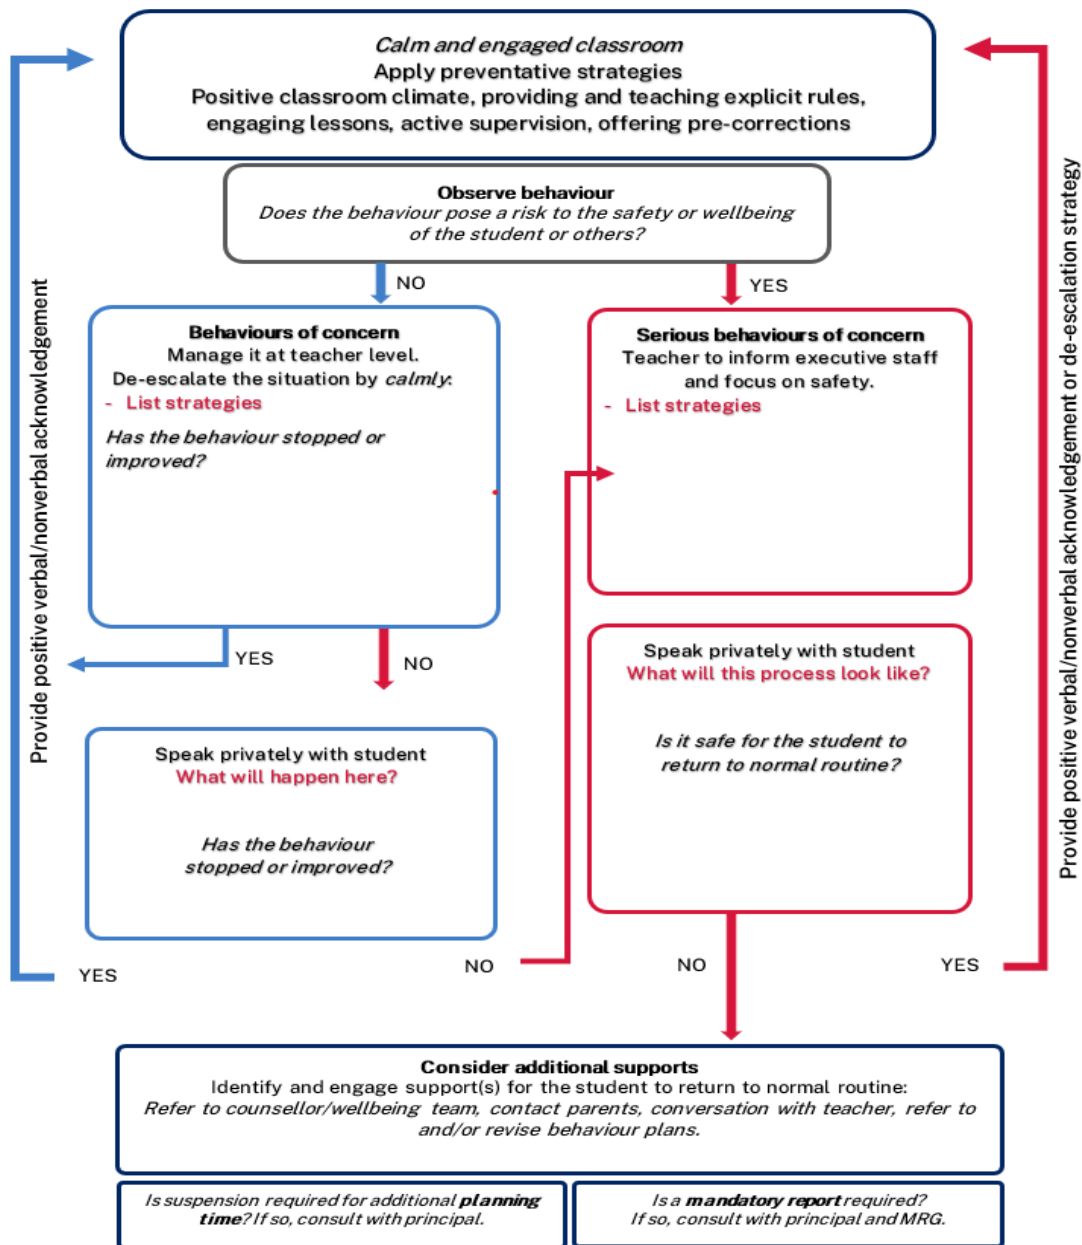 Calm and engaged classroom
Apply preventative strategies
Positive classroom climate, providing and teaching explicit rules,
engaging lessons, active supervision, offering pre-corrections
Observe behaviour
Does the behaviour pose a risk to the safety or wellbeing
of the student or others?
NO
YES
Behaviours of concern
Manage it at teacher level.
De-escalate the situation by calmly:
- List strategies
Has the behaviour stopped or
improved?
Serious behaviours of concern
Teacher to inform executive staff
and focus on safety.
- List strategies
YES
NO
Speak privately with student
What will happen here?
Has the behaviour
stopped or improved?
Speak privately with student
What will this process look like?
Is it safe for the student to
return to normal routine?
YES
NO
NO
YES
Provide positive verbal/nonverbal acknowledgement
Provide positive verbal/nonverbal acknowledgement or de-escalation strategy
Consider additional supports
Identify and engage support(s) for the student to return to normal routine:
Refer to counsellor/wellbeing team, contact parents, conversation with teacher, refer to
and/or revise behaviour plans.
Is suspension required for additional planning
time? If so, consult with principal.
Is a mandatory report required?
If so, consult with principal and MRG.